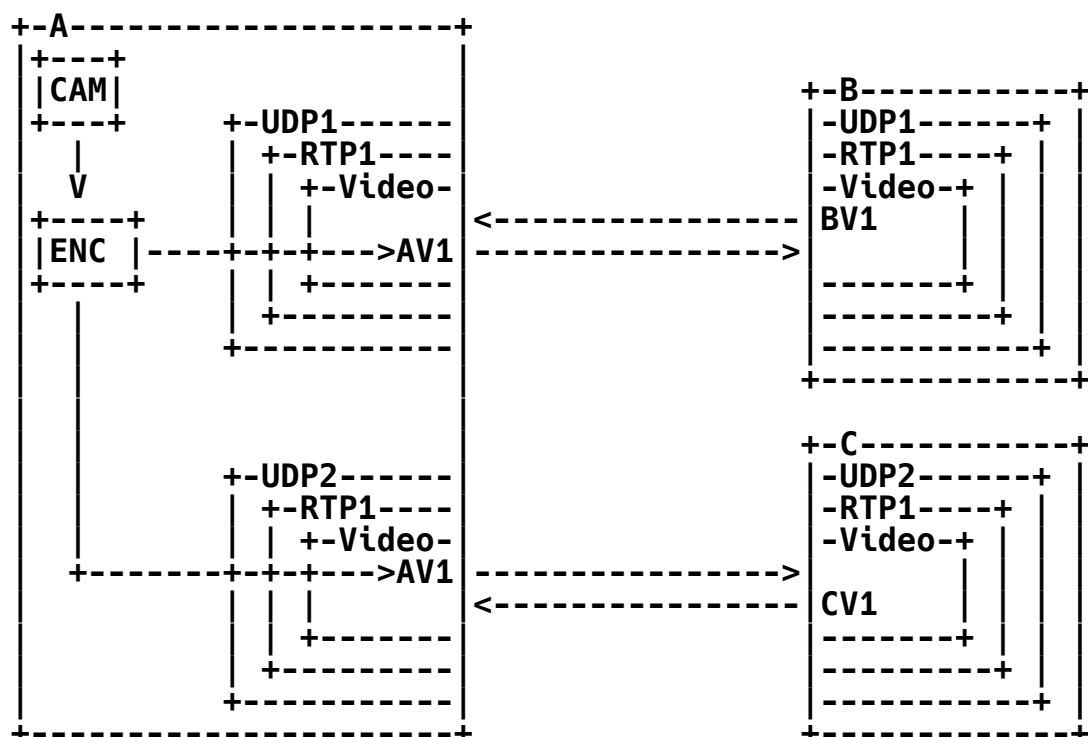 +-A----------------------+
|+---+                   |
||CAM|                   |                 +-B-----------+
|+---+     +-UDP1------  |                 |-UDP1------+ |
|  |       | +-RTP1----  |                 |-RTP1----+ | |
|  V       | | +-Video-  |                 |-Video-+ | | |
|+----+    | | |         |<----------------|BV1    | | | |
||ENC |----+-+-+--->AV1  |---------------->|       | | | |
|+----+    | | +-------  |                 |-------+ | | |
|  |       | +---------  |                 |---------+ | |
|  |       +-----------  |                 |-----------+ |
|  |                     |                 +-------------+
|  |                     |
|  |                     |                 +-C-----------+
|  |       +-UDP2------  |                 |-UDP2------+ |
|  |       | +-RTP1----  |                 |-RTP1----+ | |
|  |       | | +-Video-  |                 |-Video-+ | | |
|  +-------+-+-+--->AV1  |---------------->|       | | | |
|          | | |         |<----------------|CV1    | | | |
|          | | +-------  |                 |-------+ | | |
|          | +---------  |                 |---------+ | |
|          +-----------  |                 |-----------+ |
+------------------------+                 +-------------+